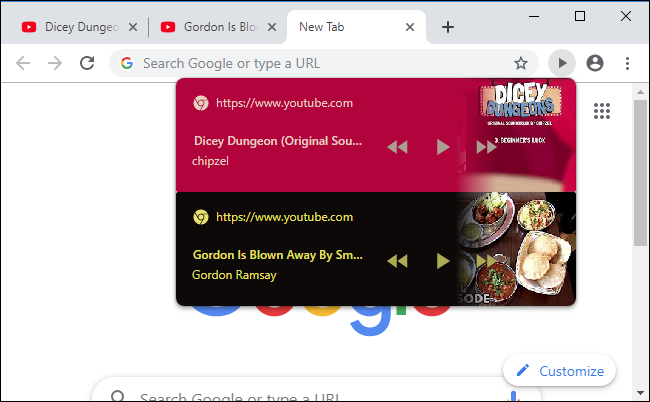 Dicey Dungeo
Gordon Is Blow
New Tab
Search Google or type a URL
https://www.youtube.com
Dicey Dungeon (Original Sou...
chipzel
DICEY
DUNGEONS
ORIGINAL SOUNDTRACK BY CHIPZEL
3. BEGINNER'S LUCK
https://www.youtube.com
Gordon Is Blown Away By Sm...
Gordon Ramsay
Google
Customize
Search Google or type a URL